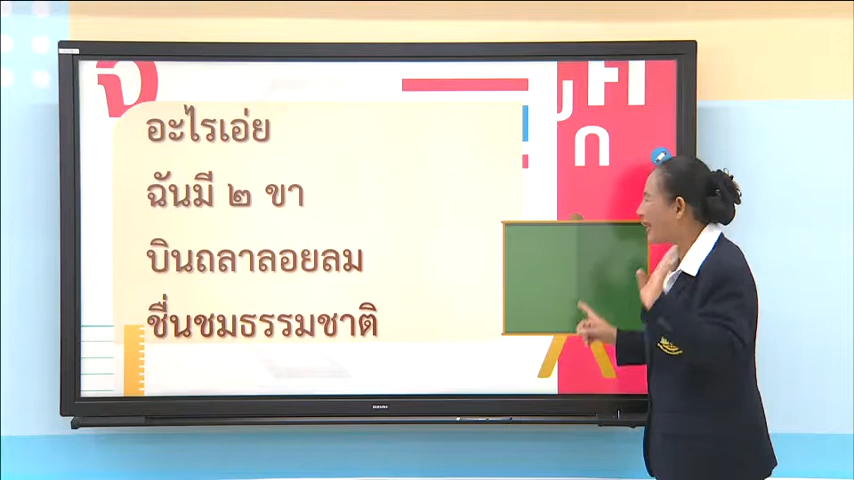 อะไรเอ่ย
ฉันมี ๒ ขา
บินถลาลอยลม
ชื่นชมธรรมชาติ